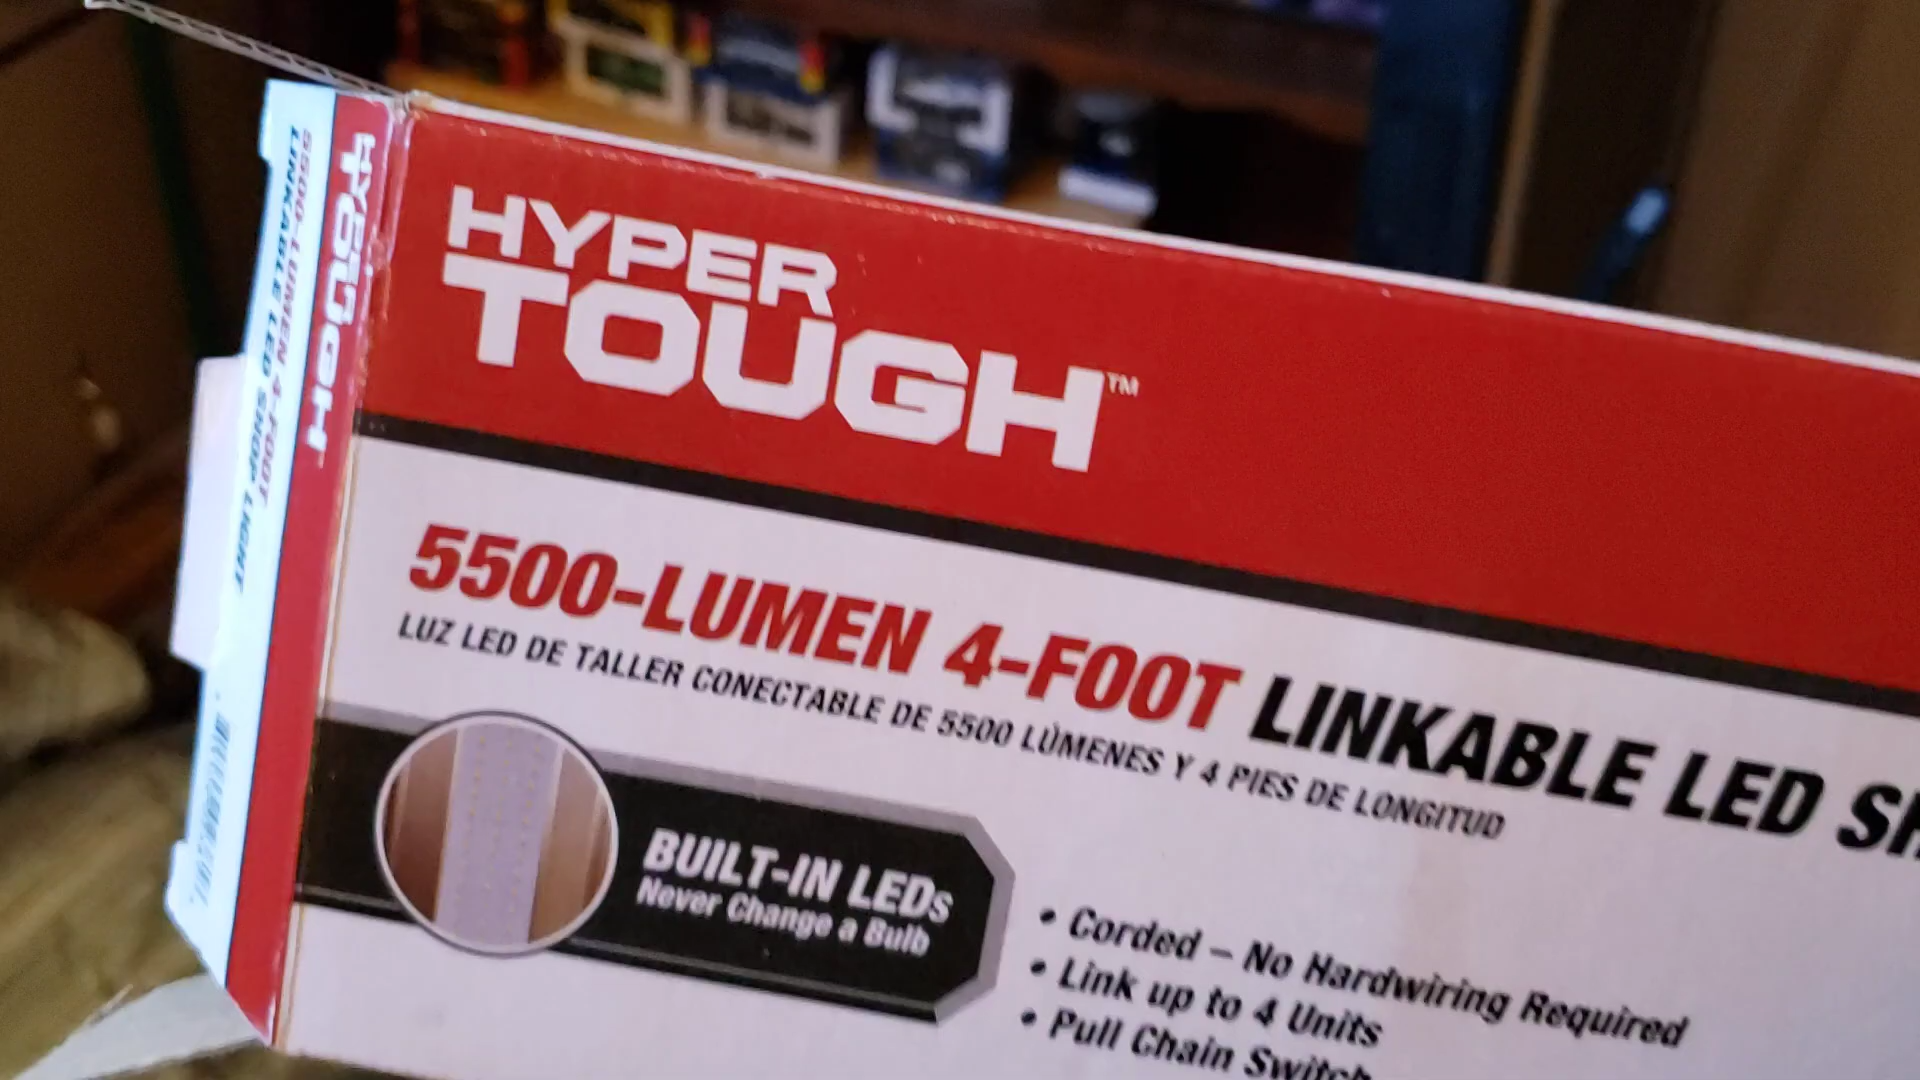 HYPER
TOUGH™
5500-LUMEN 4-FOOT LINKABLE LED SH
LUZ LED DE TALLER CONECTABLE DE 5500 LÚMENES Y 4 PIES DE LONGITUD
BUILT-IN LEDs
Never Change a Bulb
• Corded – No Hardwiring Required
• Link up to 4 Units
• Pull Chain Switch
HYPER
TOUGH
5500-LUMEN 4-FOOT
LINKABLE LED SHOP LIGHT